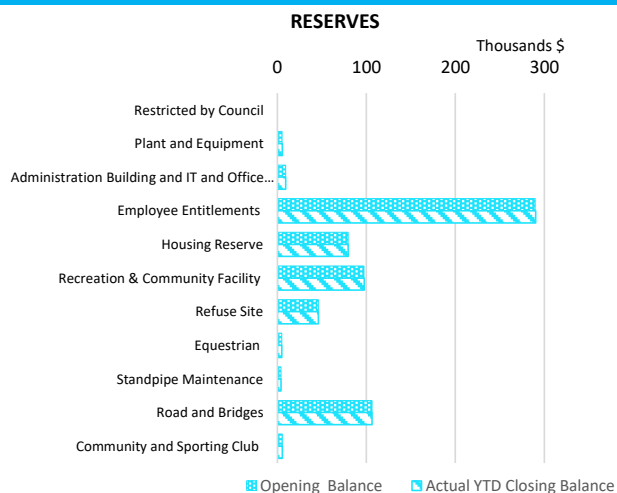 RESERVES
Thousands $
0 100 200 300
Restricted by Council
Plant and Equipment
Administration Building and IT and Office...
Employee Entitlements
Housing Reserve
Recreation & Community Facility
Refuse Site
Equestrian
Standpipe Maintenance
Road and Bridges
Community and Sporting Club
Opening Balance Actual YTD Closing Balance